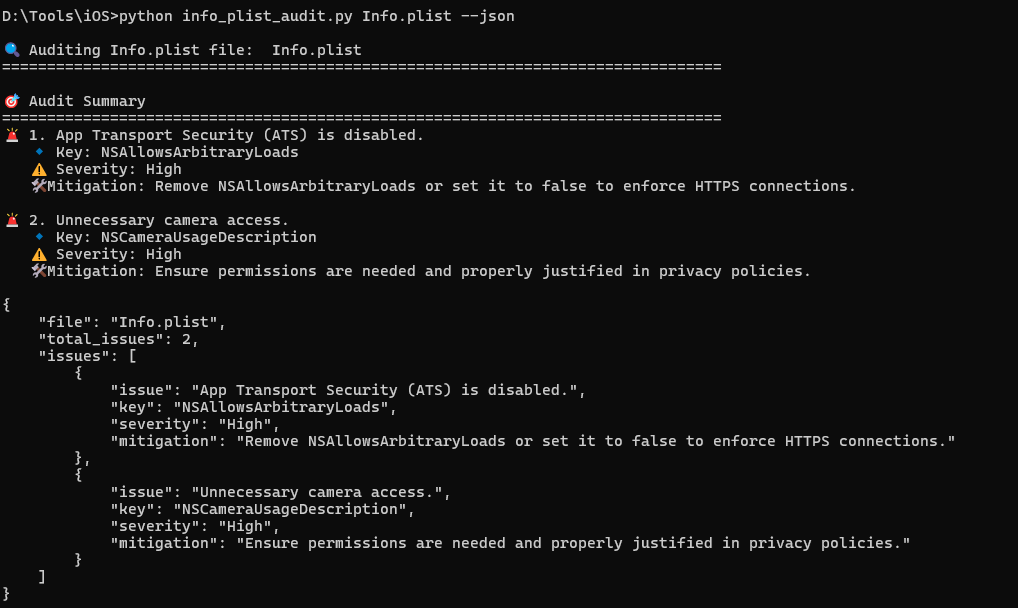 D:\Tools\iOS>python info_plist_audit.py Info.plist --json
🔍 Auditing Info.plist file:  Info.plist
================================================================================
🎯 Audit Summary
================================================================================
🚨 1. App Transport Security (ATS) is disabled.
🔹 Key: NSAllowsArbitraryLoads
⚠️ Severity: High
🛠️Mitigation: Remove NSAllowsArbitraryLoads or set it to false to enforce HTTPS connections.
🚨 2. Unnecessary camera access.
🔹 Key: NSCameraUsageDescription
⚠️ Severity: High
🛠️Mitigation: Ensure permissions are needed and properly justified in privacy policies.
{
    "file": "Info.plist",
    "total_issues": 2,
    "issues": [
        {
            "issue": "App Transport Security (ATS) is disabled.",
            "key": "NSAllowsArbitraryLoads",
            "severity": "High",
            "mitigation": "Remove NSAllowsArbitraryLoads or set it to false to enforce HTTPS connections."
        },
        {
            "issue": "Unnecessary camera access.",
            "key": "NSCameraUsageDescription",
            "severity": "High",
            "mitigation": "Ensure permissions are needed and properly justified in privacy policies."
        }
    ]
}